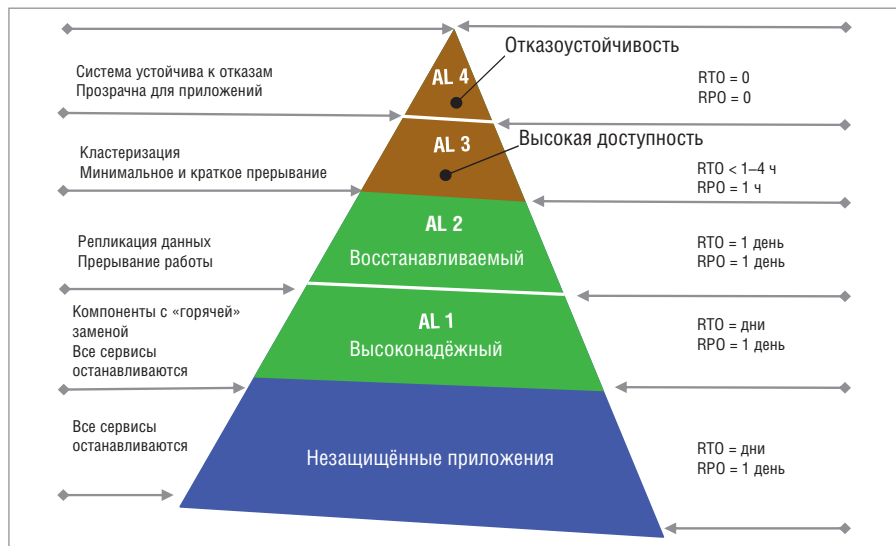 Отказоустойчивость
Система устойчива к отказам
Прозрачна для приложений
AL 4
RTO = 0
RPO = 0
Высокая доступность
Кластеризация
Минимальное и краткое прерывание
AL 3
RTO < 1–4 ч
RPO = 1 ч
Репликация данных
Прерывание работы
AL 2
Восстанавливаемый
RTO = 1 день
RPO = 1 день
Компоненты с «горячей»
заменой
Все сервисы
останавливаются
AL 1
Высоконадёжный
RTO = дни
RPO = 1 день
Все сервисы
останавливаются
Незащищённые приложения
RTO = дни
RPO = 1 день